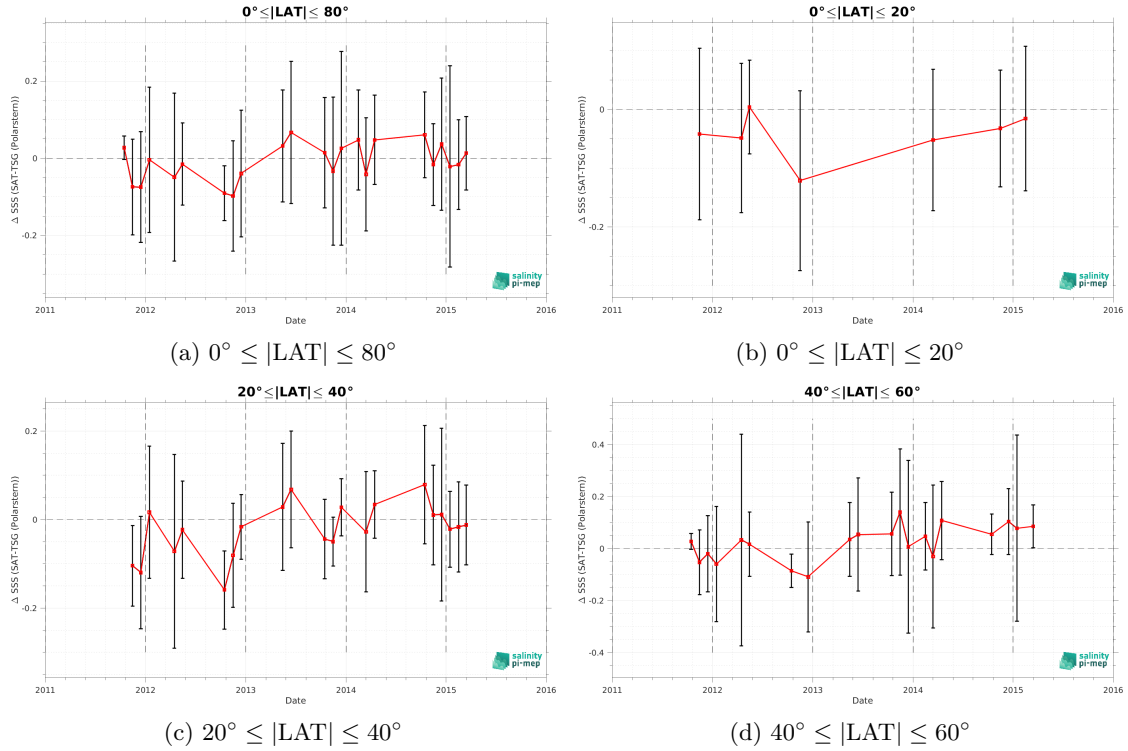 0°≤|LAT|≤ 80°
Δ SSS (SAT-TSG (Polarstern))
0.2
0
-0.2
2011 2012 2013 2014 2015 2016
Date
salinity
pi-mep
(a) 0° ≤ |LAT| ≤ 80°
0°≤|LAT|≤ 20°
Δ SSS (SAT-TSG (Polarstern))
0
-0.2
2011 2012 2013 2014 2015 2016
Date
salinity
pi-mep
(b) 0° ≤ |LAT| ≤ 20°
20°≤|LAT|≤ 40°
Δ SSS (SAT-TSG (Polarstern))
0.2
0
-0.2
2011 2012 2013 2014 2015 2016
Date
salinity
pi-mep
(c) 20° ≤ |LAT| ≤ 40°
40°≤|LAT|≤ 60°
Δ SSS (SAT-TSG (Polarstern))
0.4
0.2
0
-0.2
-0.4
2011 2012 2013 2014 2015 2016
Date
salinity
pi-mep
(d) 40° ≤ |LAT| ≤ 60°